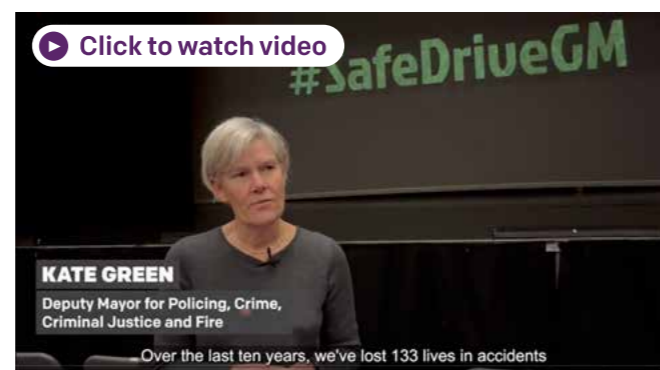 Click to watch video
#SafeDriveGM
KATE GREEN
Deputy Mayor for Policing, Crime,
Criminal Justice and Fire
Over the last ten years, we've lost 133 lives in accidents